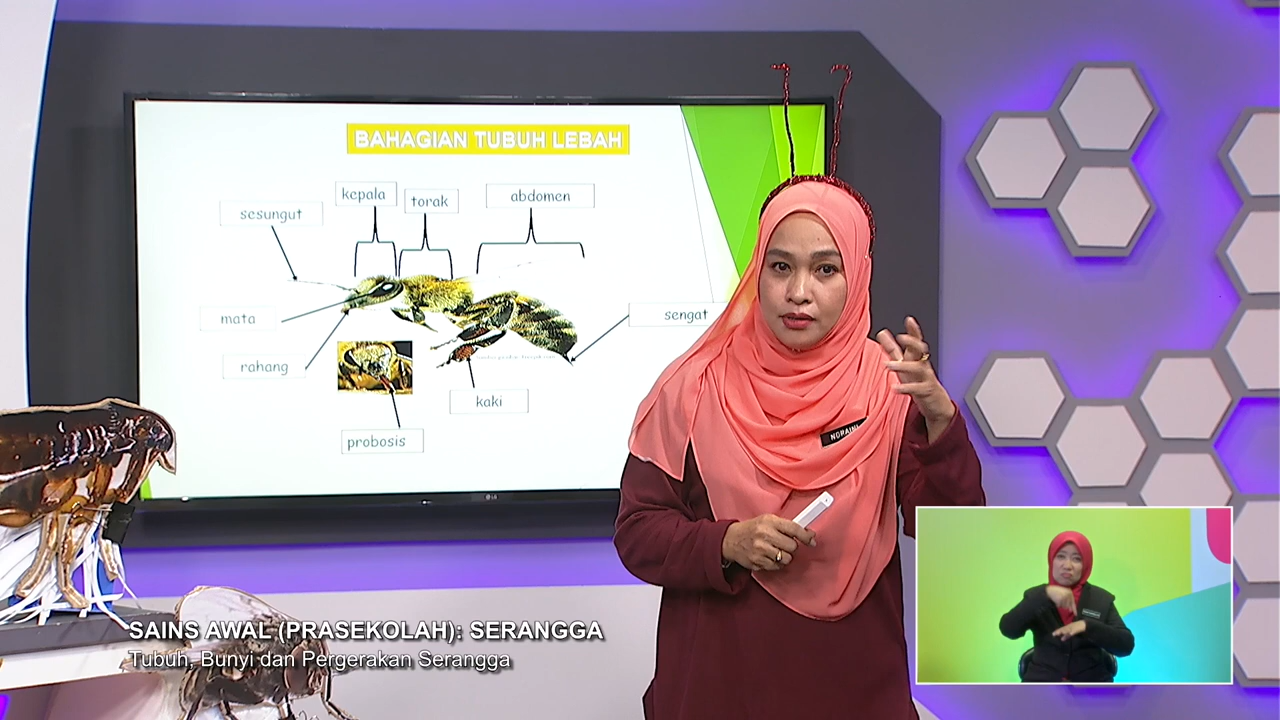 BAHAGIAN TUBUH LEBAH
kepala
torak
abdomen
sesungut
mata
sengat
rahang
kaki
probosis
LG
NORAINI
SAINS AWAL (PRASEKOLAH): SERANGGA
Tubuh, Bunyi dan Pergerakan Serangga